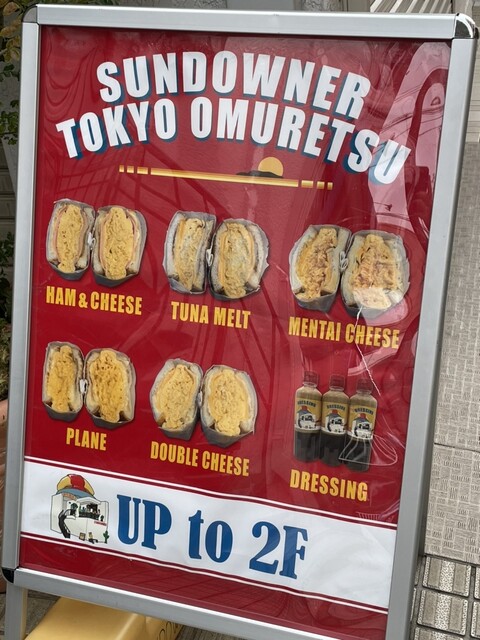 SUNDOWNER
TOKYO OMURETSU
HAM & CHEESE
TUNA MELT
MENTAI CHEESE
PLANE
DOUBLE CHEESE
DRESSING
UP to 2F